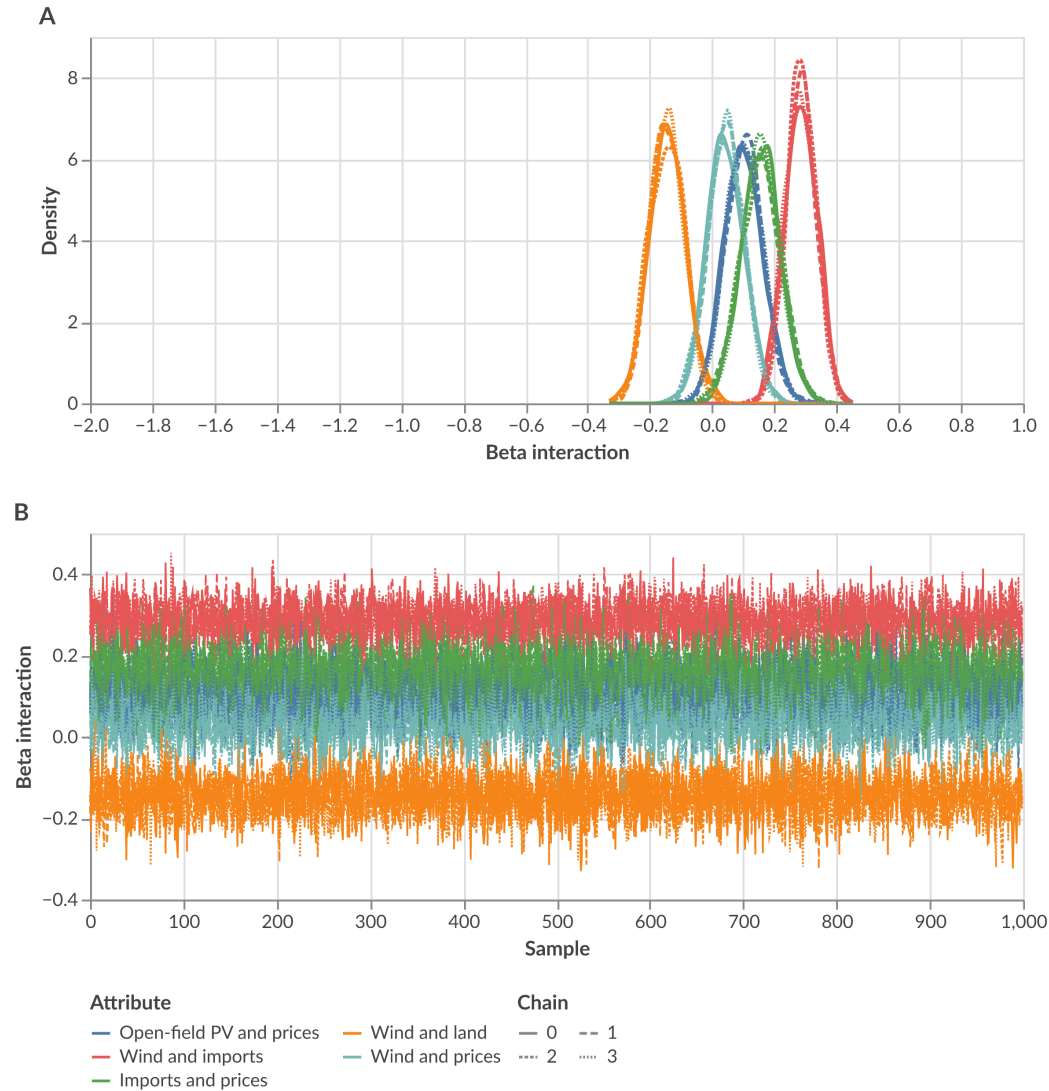 A
8
6
4
2
0
Density
−2.0 −1.8 −1.6 −1.4 −1.2 −1.0 −0.8 −0.6 −0.4 −0.2 0.0 0.2 0.4 0.6 0.8 1.0
Beta interaction
B
0.4
0.2
0.0
−0.2
−0.4
Beta interaction
0 100 200 300 400 500 600 700 800 900 1,000
Sample
Attribute Chain
Open-field PV and prices Wind and land 0 1
Wind and imports Wind and prices 2 3
Imports and prices